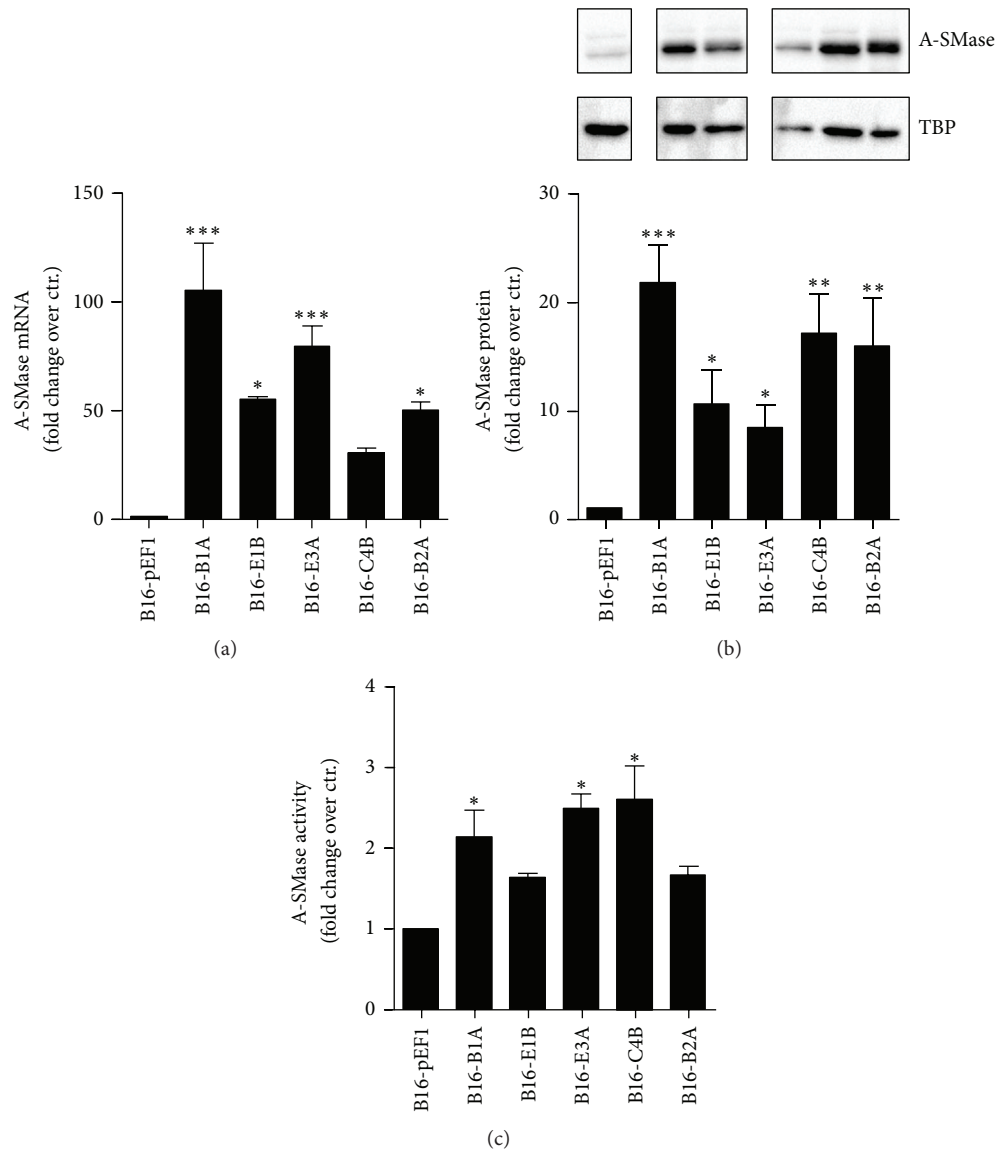 A-SMase
TBP
150
100
50
0
A-SMase mRNA
(fold change over ctr.)
***
*
***
*
B16-pEF1
B16-B1A
B16-E1B
B16-E3A
B16-C4B
B16-B2A
(a)
30
20
10
0
A-SMase protein
(fold change over ctr.)
***
*
*
**
**
B16-pEF1
B16-B1A
B16-E1B
B16-E3A
B16-C4B
B16-B2A
(b)
4
3
2
1
0
A-SMase activity
(fold change over ctr.)
*
*
*
B16-pEF1
B16-B1A
B16-E1B
B16-E3A
B16-C4B
B16-B2A
(c)